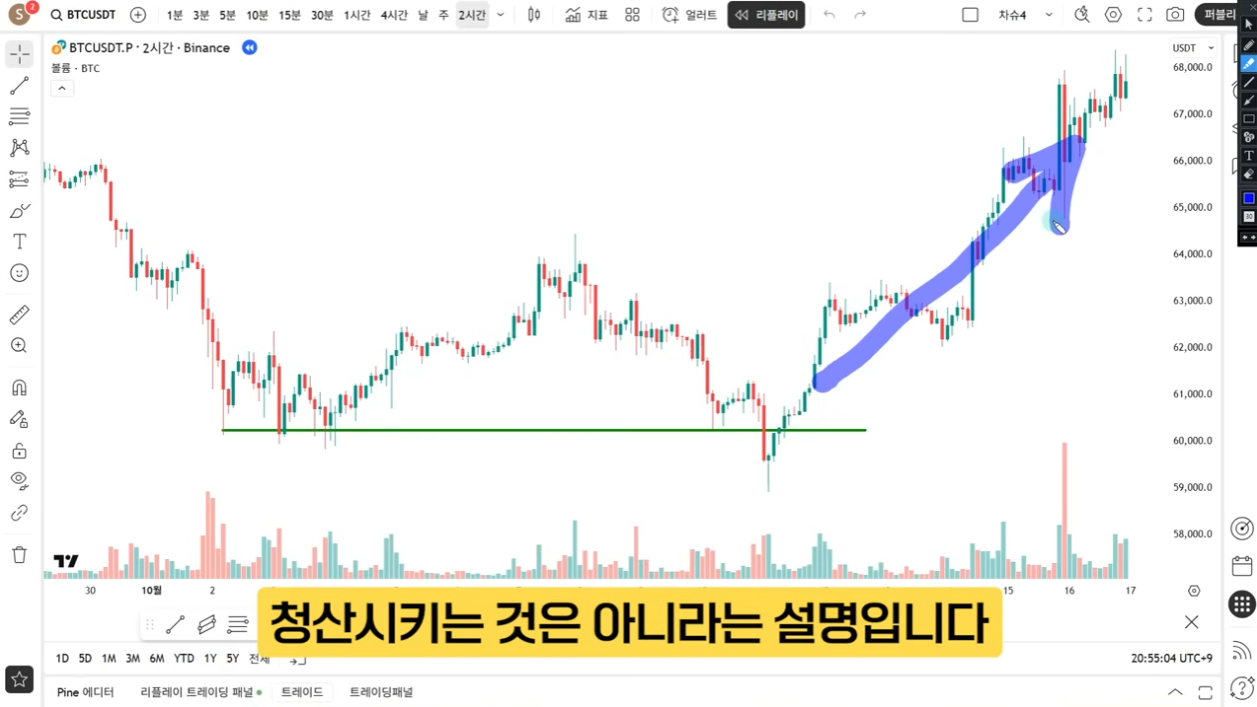 S 2 BTCUSDT 1분 3분 5분 10분 15분 30분 1시간 4시간 날 주 2시간 지표 얼러트 리플레이 차슈4 퍼블리
BTCUSDT.P · 2시간 · Binance
볼륨 · BTC
USDT
68,000.0
67,000.0
66,000.0
65,000.0
64,000.0
63,000.0
62,000.0
61,000.0
60,000.0
59,000.0
58,000.0
30 10월 2 15 16 17
청산시키는 것은 아니라는 설명입니다
1D 5D 1M 3M 6M YTD 1Y 5Y 전체 20:55:04 UTC+9
Pine 에디터 리플레이 트레이딩 패널 트레이드 트레이딩패널